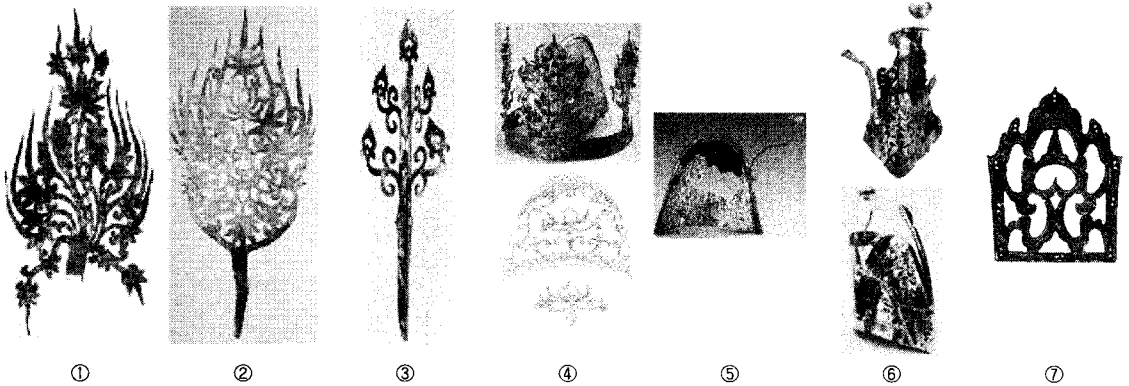 ① ② ③ ④ ⑤ ⑥ ⑦